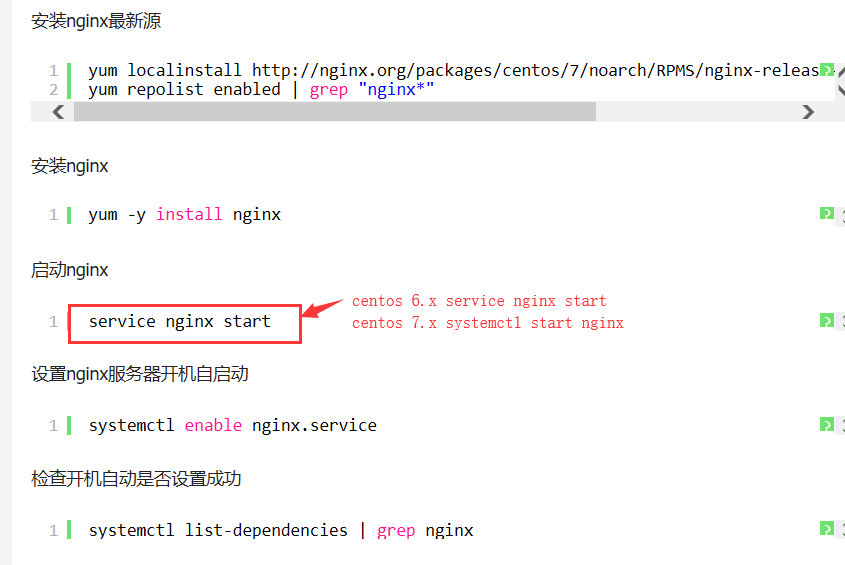 安装nginx最新源
1 yum localinstall http://nginx.org/packages/centos/7/noarch/RPMS/nginx-releas
2 yum repolist enabled | grep "nginx*"
安装nginx
1 yum -y install nginx
启动nginx
centos 6.x service nginx start
1 service nginx start
centos 7.x systemctl start nginx
设置nginx服务器开机自启动
1 systemctl enable nginx.service
检查开机自动是否设置成功
1 systemctl list-dependencies | grep nginx